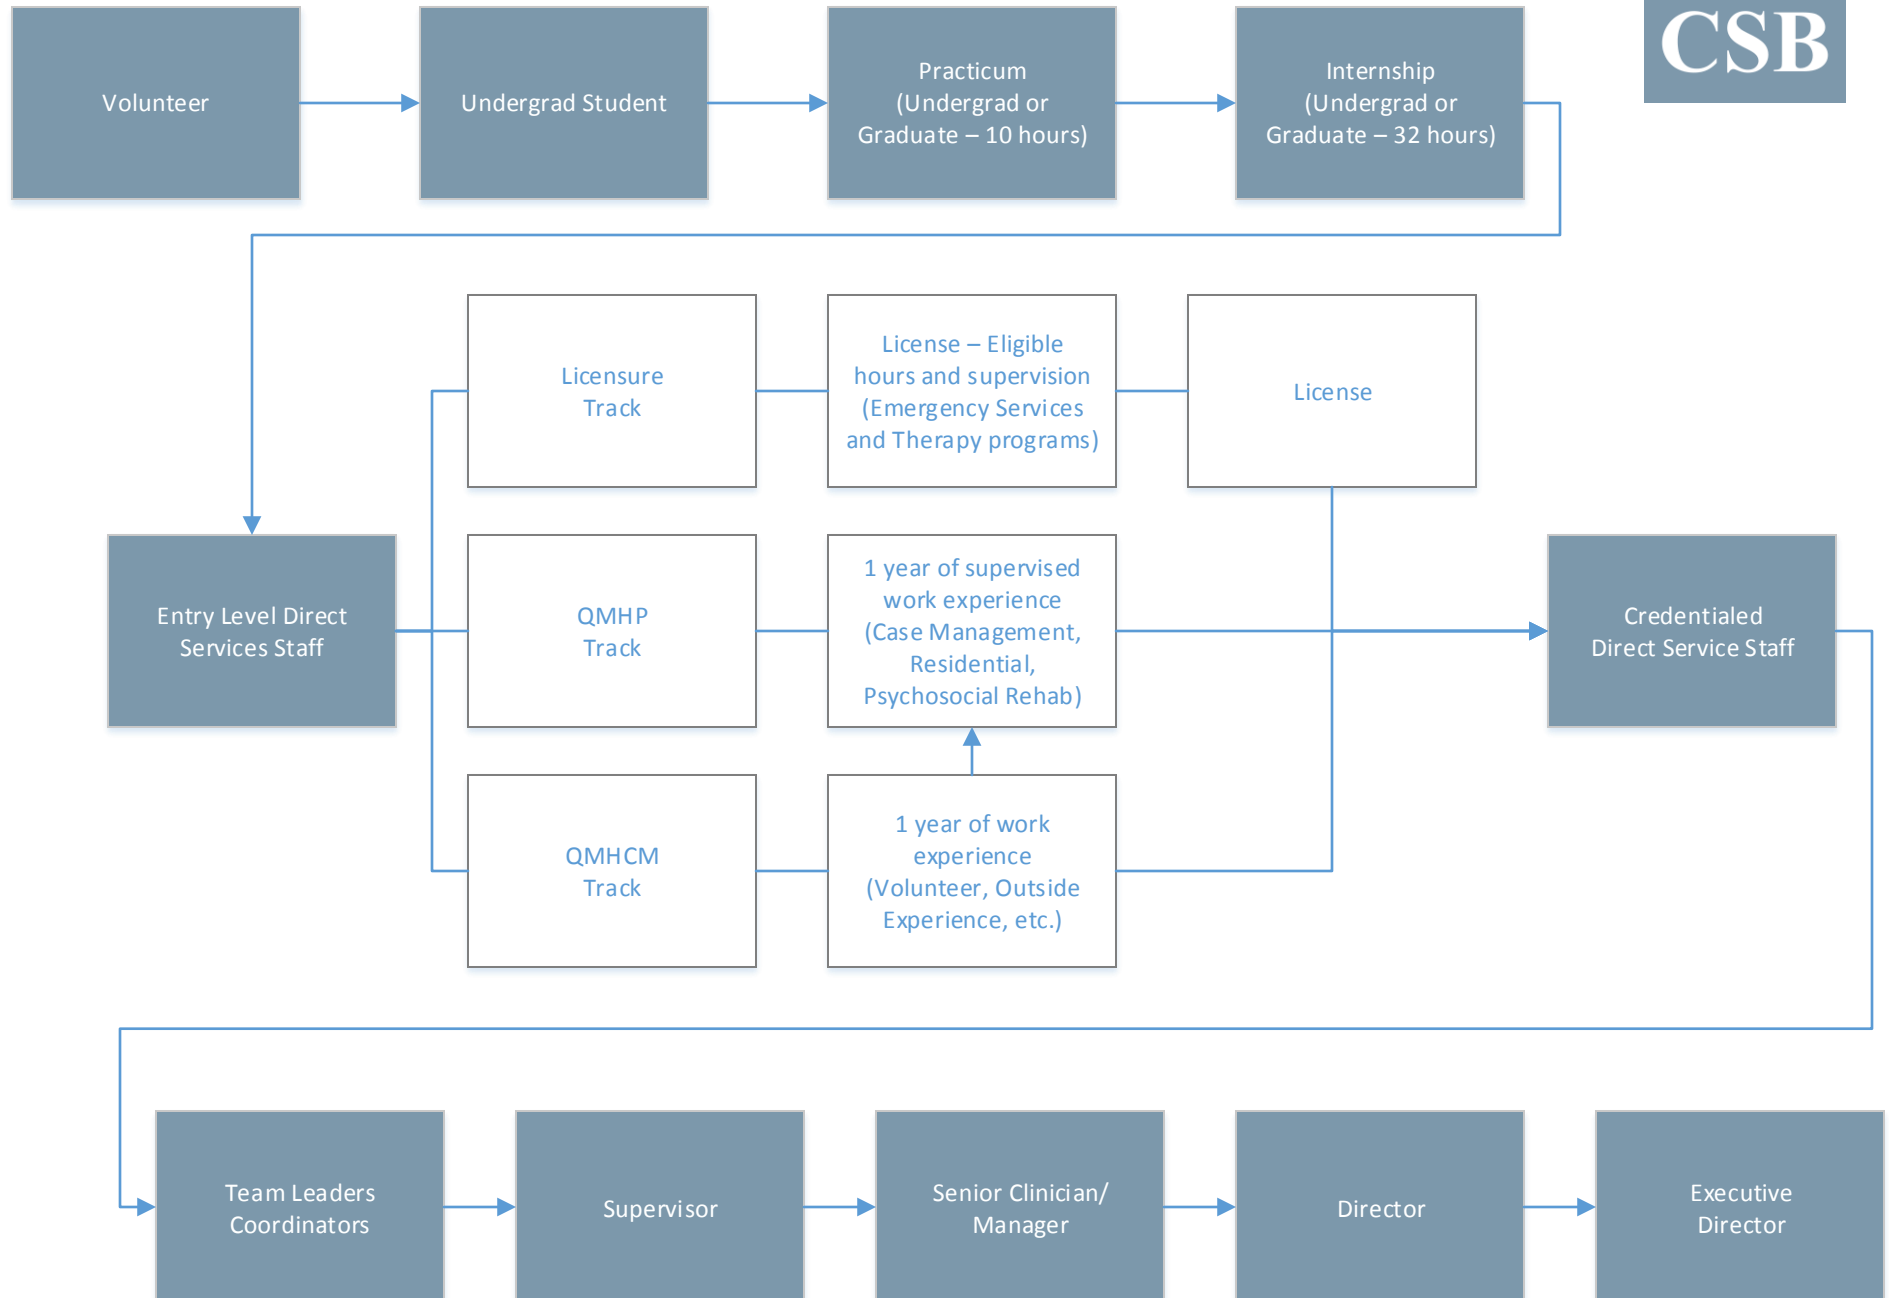 CSB
Volunteer
Undergrad Student
Practicum
(Undergrad or
Graduate – 10 hours)
Internship
(Undergrad or
Graduate – 32 hours)
Licensure
Track
License – Eligible
hours and supervision
(Emergency Services
and Therapy programs)
License
Entry Level Direct
Services Staff
QMHP
Track
1 year of supervised
work experience
(Case Management,
Residential,
Psychosocial Rehab)
Credentialed
Direct Service Staff
QMHCM
Track
1 year of work
experience
(Volunteer, Outside
Experience, etc.)
Team Leaders
Coordinators
Supervisor
Senior Clinician/
Manager
Director
Executive
Director